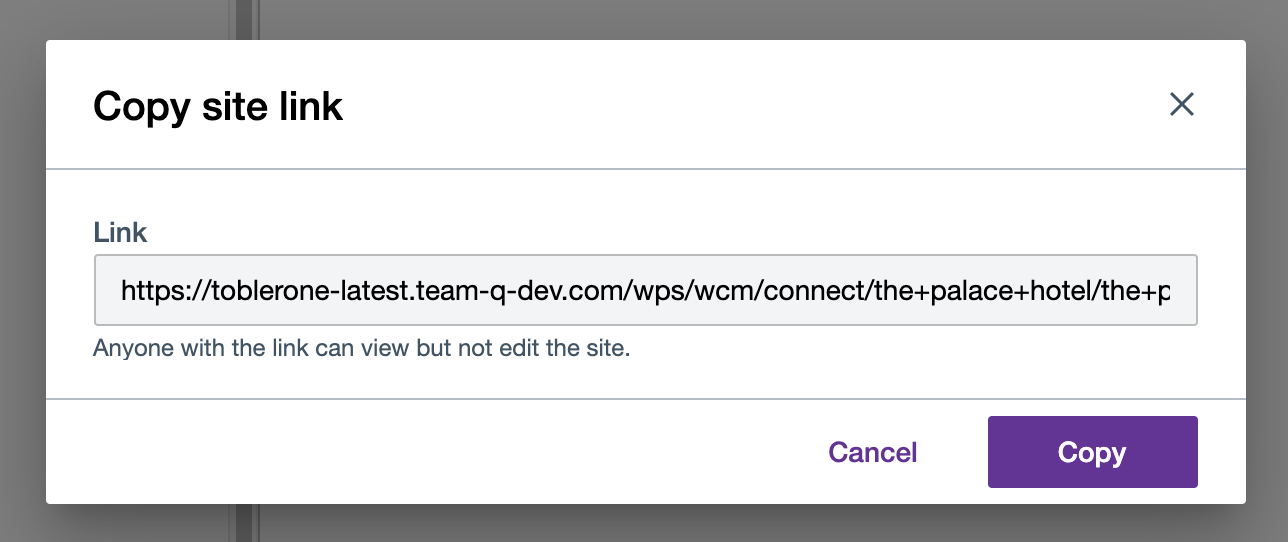 Copy site link
Link
https://toblerone-latest.team-q-dev.com/wps/wcm/connect/the+palace+hotel/the+p
Anyone with the link can view but not edit the site.
Cancel
Copy